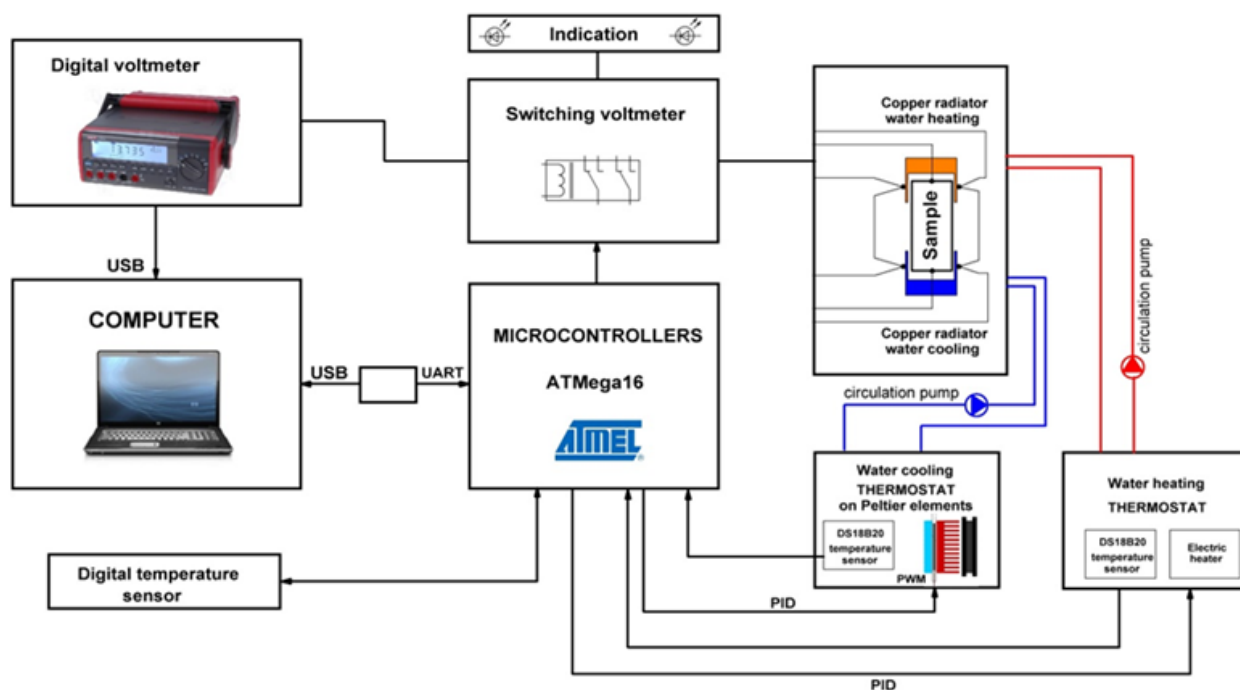 Indication
Digital voltmeter
73.735
Switching voltmeter
Copper radiator
water heating
Sample
Copper radiator
water cooling
circulation pump
USB
COMPUTER
USB
UART
MICROCONTROLLERS
ATMega16
ATMEL
®
circulation pump
Water cooling
THERMOSTAT
on Peltier elements
DS18B20
temperature
sensor
PWM
Water heating
THERMOSTAT
DS18B20
temperature
sensor
Electric
heater
Digital temperature
sensor
PID
PID